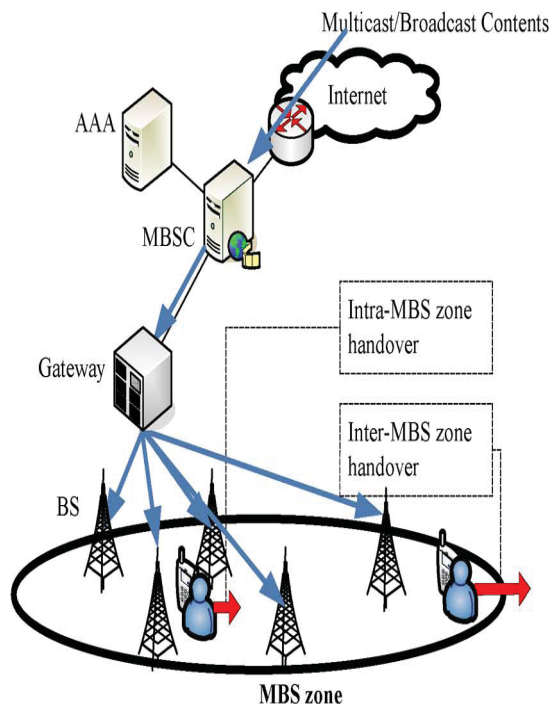 Multicast/Broadcast Contents
Internet
AAA
MBSC
Intra-MBS zone
handover
Gateway
Inter-MBS zone
handover
BS
MBS zone